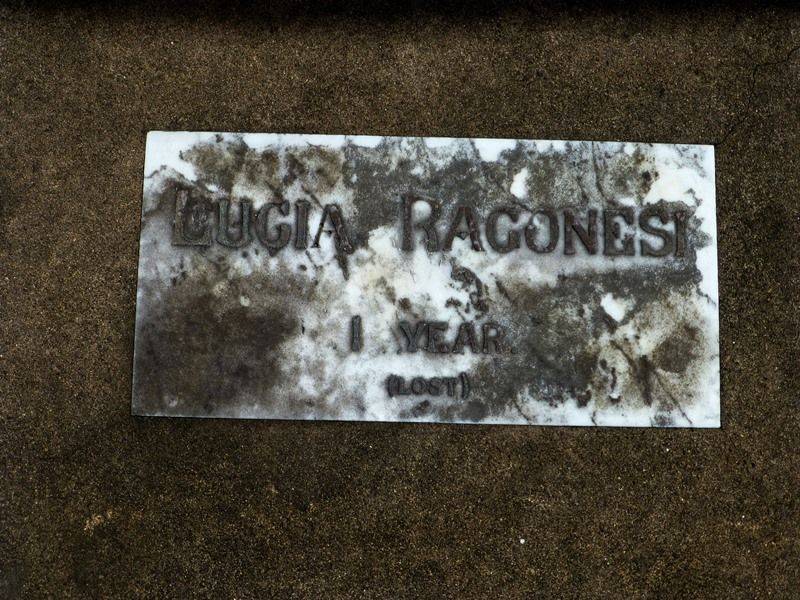 LUCIA RAGONESI
1 YEAR.
(LOST)